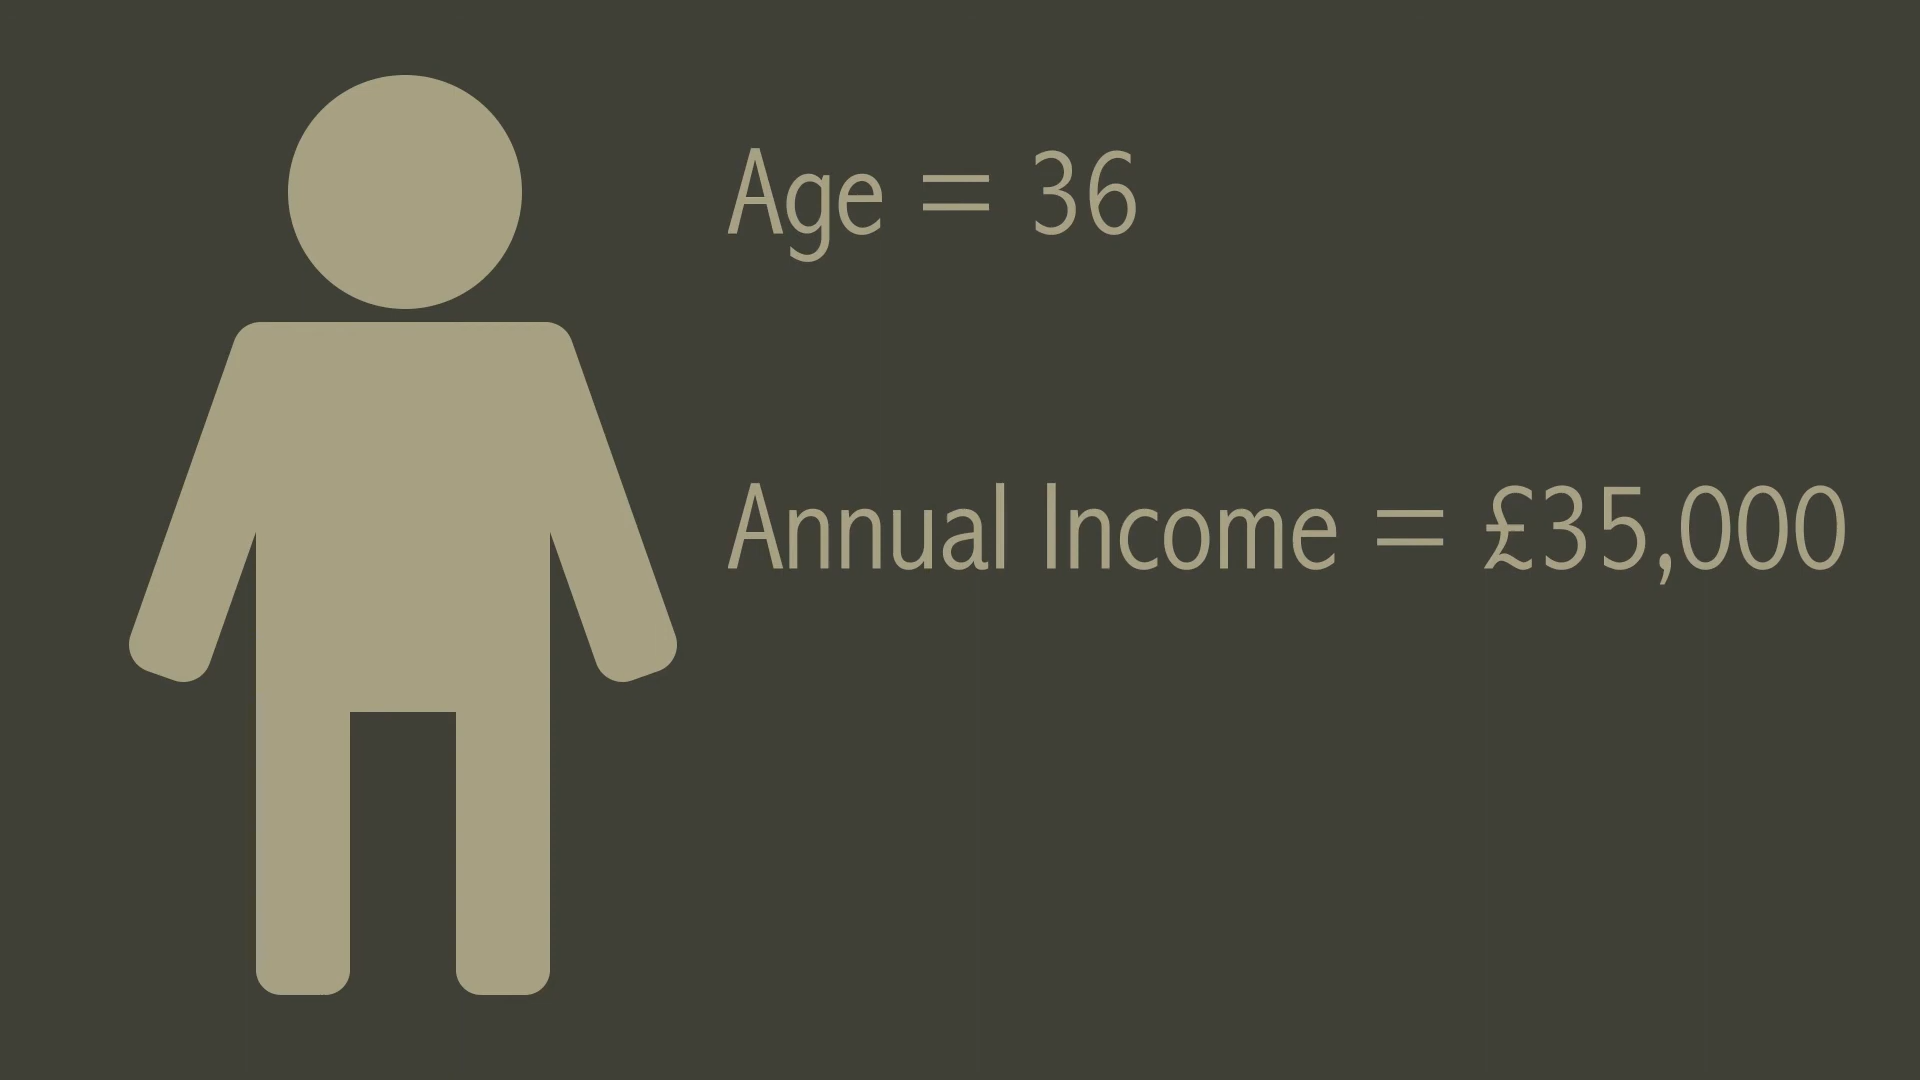 Age = 36
Annual Income = £35,000